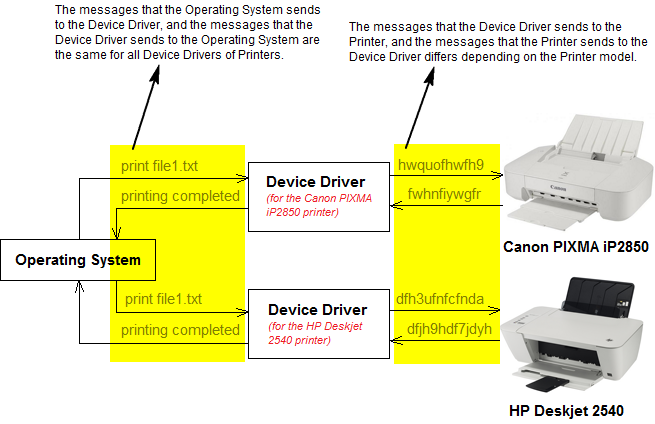 The messages that the Operating System sends
to the Device Driver, and the messages that the
Device Driver sends to the Operating System are
the same for all Device Drivers of Printers.
The messages that the Device Driver sends to the
Printer, and the messages that the Printer sends to the
Device Driver differs depending on the Printer model.
print file1.txt
printing completed
Device Driver
(for the Canon PIXMA
iP2850 printer)
hwquofhwfh9
fwhnfiywgfr
Canon
Canon PIXMA iP2850
Operating System
print file1.txt
printing completed
Device Driver
(for the HP Deskjet
2540 printer)
dfh3ufnfcfnda
dfjh9hdf7jdyh
HP Deskjet 2540